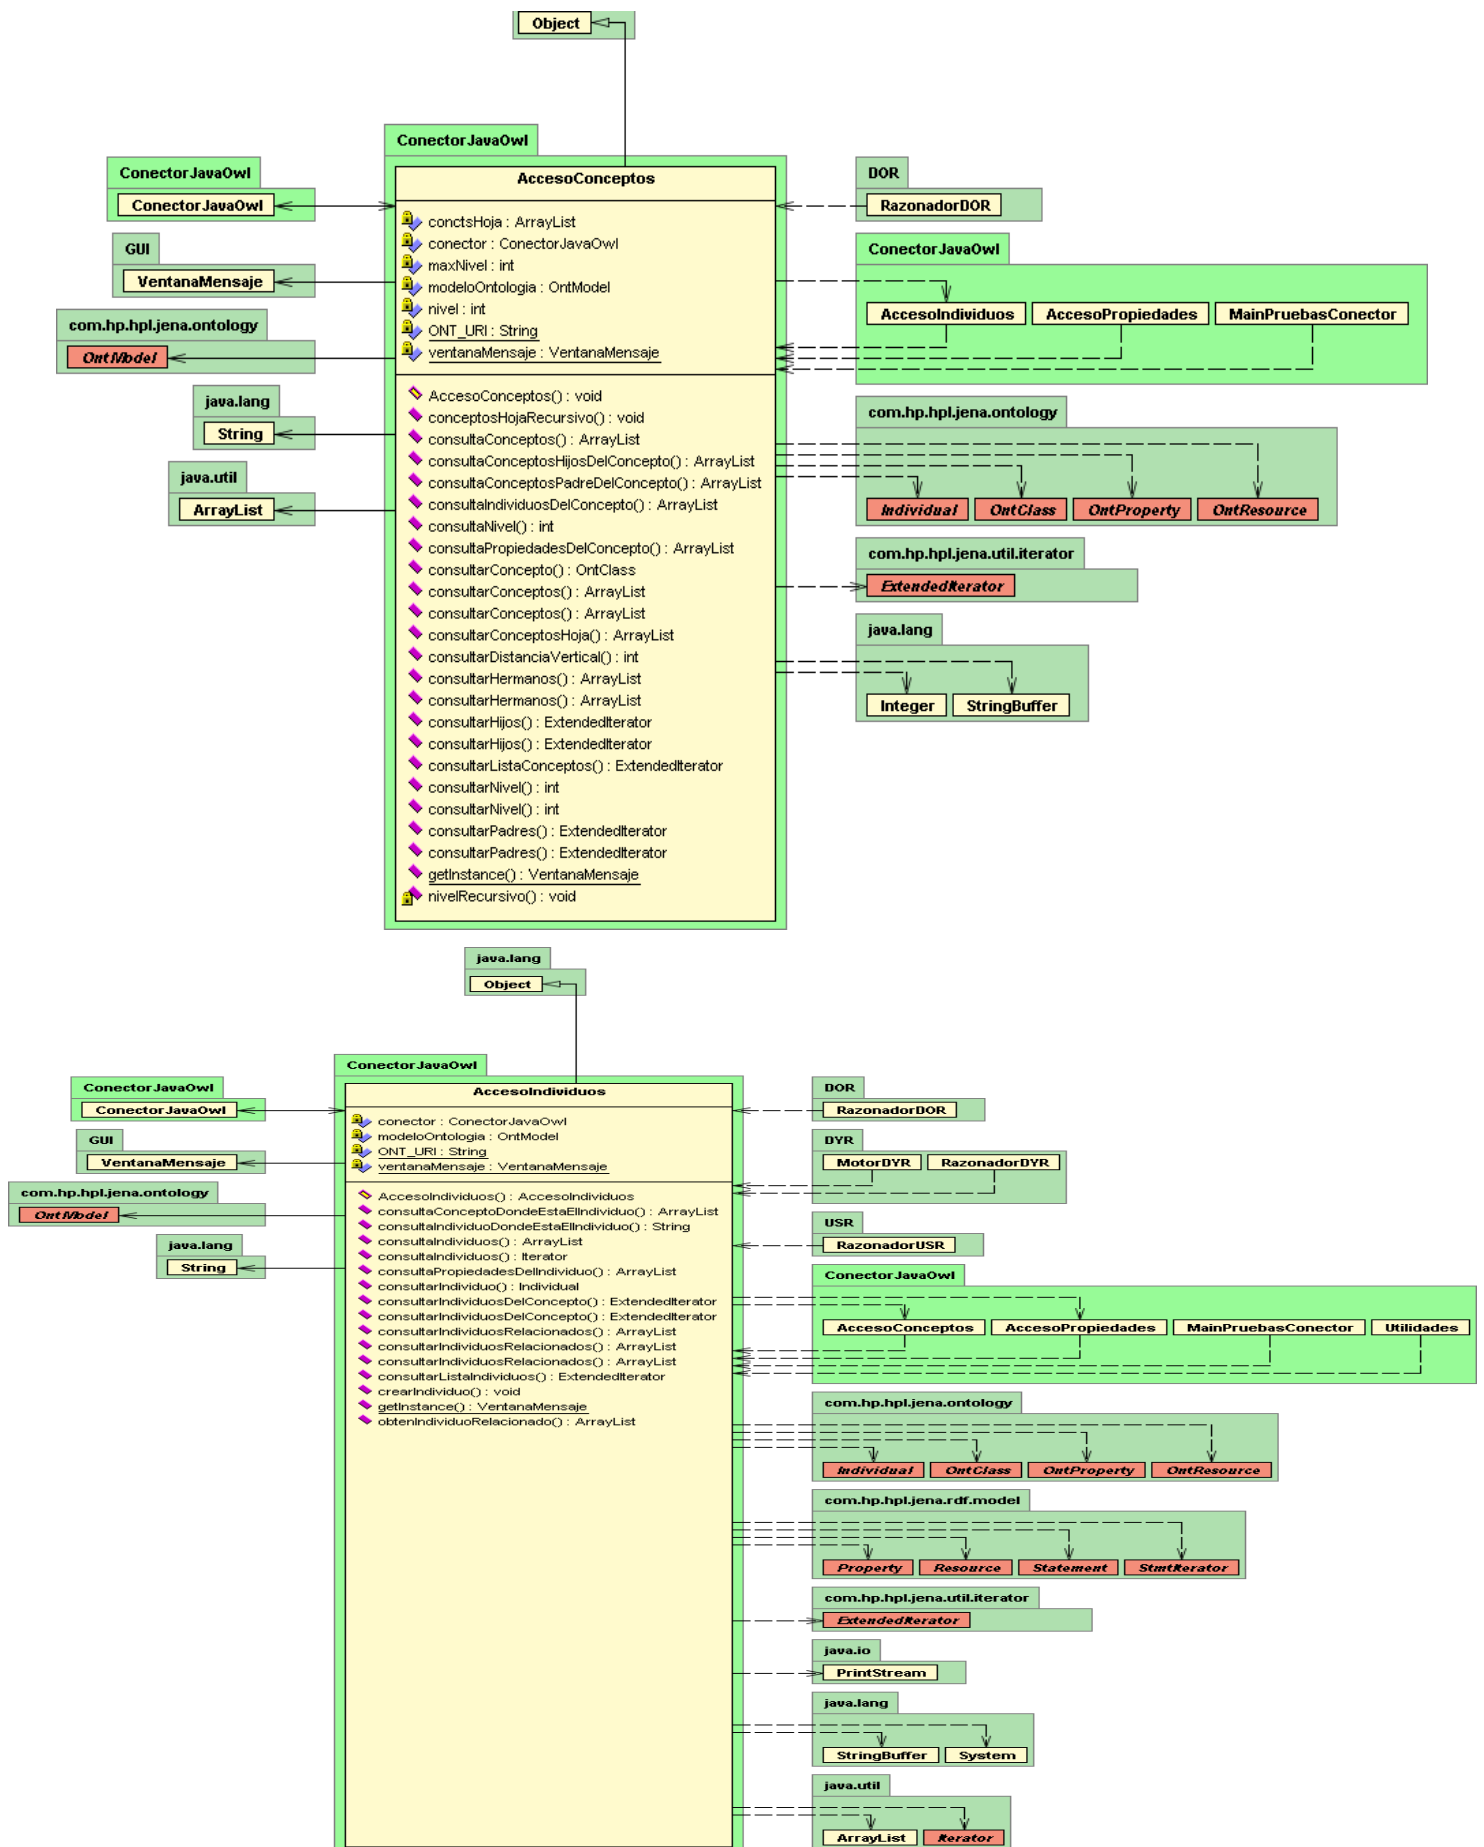 Object
ConectorJavaOwl
AccesoConceptos
conctsHoja : ArrayList
conector : ConectorJavaOwl
maxNivel : int
modeloOntologia : OntModel
nivel : int
ONT_URI : String
ventanaMensaje : VentanaMensaje
AccesoConceptos() : void
conceptosHojaRecursivo() : void
consultaConceptos() : ArrayList
consultaConceptosHijosDelConcepto() : ArrayList
consultaConceptosPadreDelConcepto() : ArrayList
consultaIndividuosDelConcepto() : ArrayList
consultaNivel() : int
consultaPropiedadesDelConcepto() : ArrayList
consultarConcepto() : OntClass
consultarConceptos() : ArrayList
consultarConceptos() : ArrayList
consultarConceptosHoja() : ArrayList
consultarDistanciaVertical() : int
consultarHermanos() : ArrayList
consultarHermanos() : ArrayList
consultarHijos() : ExtendedIterator
consultarHijos() : ExtendedIterator
consultarListaConceptos() : ExtendedIterator
consultarNivel() : int
consultarNivel() : int
consultarPadres() : ExtendedIterator
consultarPadres() : ExtendedIterator
getInstance() : VentanaMensaje
nivelRecursivo() : void
ConectorJavaOwl
ConectorJavaOwl
GUI
VentanaMensaje
com.hp.hpl.jena.ontology
OntModel
java.lang
String
java.util
ArrayList
DOR
RazonadorDOR
ConectorJavaOwl
AccesoIndividuos AccesoPropiedades MainPruebasConector
com.hp.hpl.jena.ontology
Individual OntClass OntProperty OntResource
com.hp.hpl.jena.util.iterator
ExtendedIterator
java.lang
Integer StringBuffer
java.lang
Object
ConectorJavaOwl
AccesoIndividuos
conector : ConectorJavaOwl
modeloOntologia : OntModel
ONT_URI : String
ventanaMensaje : VentanaMensaje
AccesoIndividuos() : AccesoIndividuos
consultaConceptoDondeEstaElIndividuo() : ArrayList
consultaIndividuoDondeEstaElIndividuo() : String
consultaIndividuos() : ArrayList
consultaIndividuos() : Iterator
consultaPropiedadesDelIndividuo() : ArrayList
consultarIndividuo() : Individual
consultarIndividuosDelConcepto() : ExtendedIterator
consultarIndividuosDelConcepto() : ExtendedIterator
consultarIndividuosRelacionados() : ArrayList
consultarIndividuosRelacionados() : ArrayList
consultarIndividuosRelacionados() : ArrayList
consultarListaIndividuos() : ExtendedIterator
crearIndividuo() : void
getInstance() : VentanaMensaje
obtenIndividuoRelacionado() : ArrayList
ConectorJavaOwl
ConectorJavaOwl
GUI
VentanaMensaje
com.hp.hpl.jena.ontology
OntModel
java.lang
String
DOR
RazonadorDOR
DYR
MotorDYR RazonadorDYR
USR
RazonadorUSR
ConectorJavaOwl
AccesoConceptos AccesoPropiedades MainPruebasConector Utilidades
com.hp.hpl.jena.ontology
Individual OntClass OntProperty OntResource
com.hp.hpl.jena.rdf.model
Property Resource Statement StmtIterator
com.hp.hpl.jena.util.iterator
ExtendedIterator
java.io
PrintStream
java.lang
StringBuffer System
java.util
ArrayList Iterator